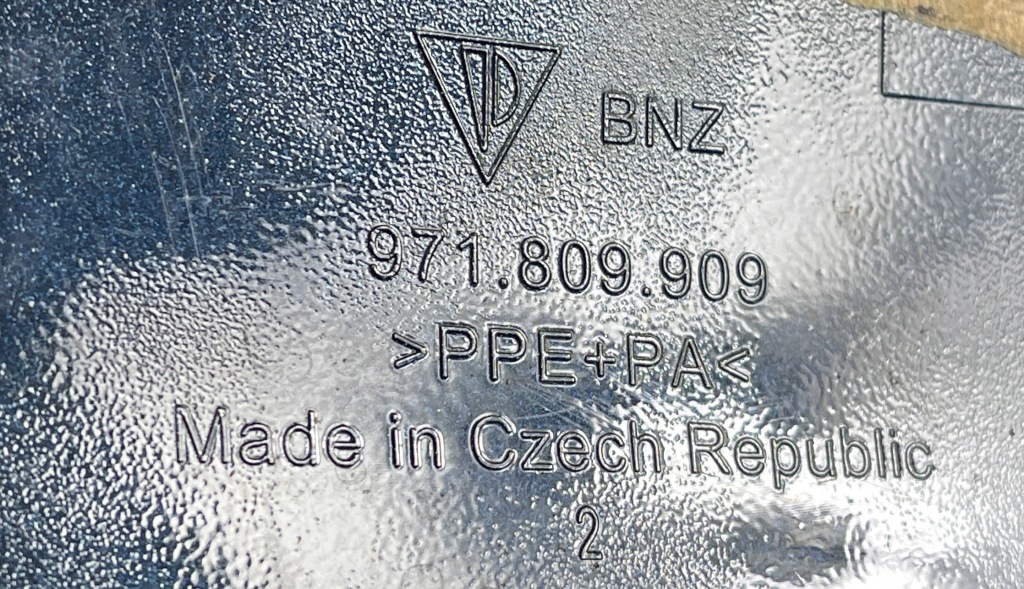 BNZ
971.809.909
>PPE+PA<
Made in Czech Republic
2